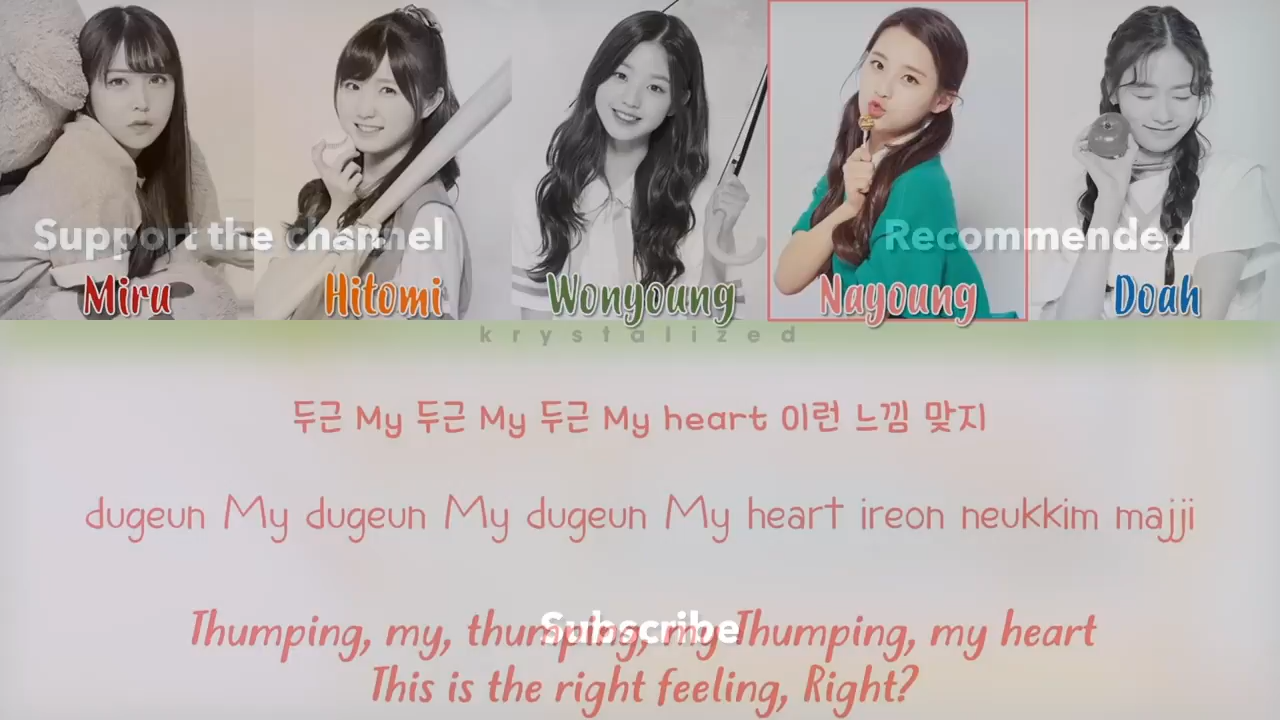 Support the channel
Recommended
Miru
Hitomi
Wonyoung
Nayoung
Doah
krystalized
두근 My 두근 My 두근 My heart 이런 느낌 맞지
dugeun My dugeun My dugeun My heart ireon neukkim majji
Thumping, my, thumping, my Thumping, my heart
Subscribe
This is the right feeling, Right?